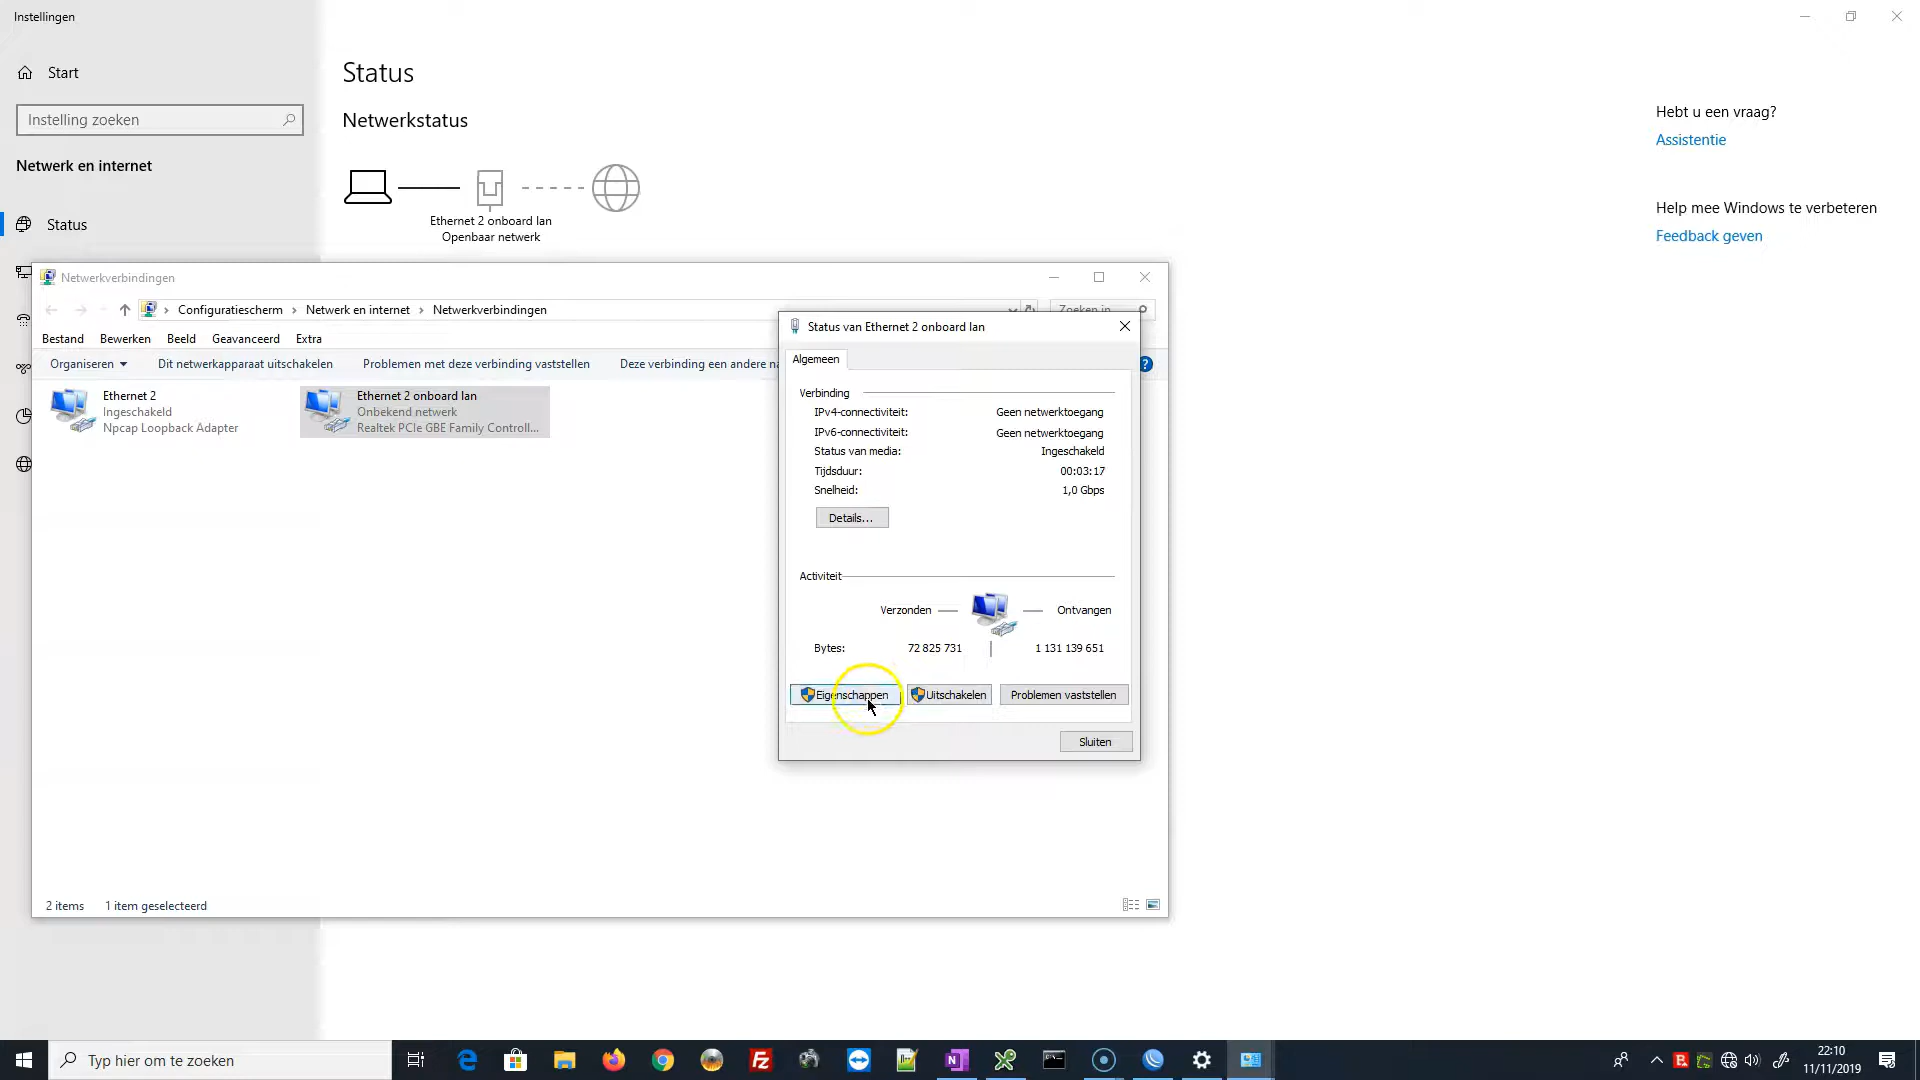 Instellingen
Start
Instelling zoeken
Netwerk en internet
Status
Status
Netwerkstatus
Ethernet 2 onboard lan
Openbaar netwerk
Hebt u een vraag?
Assistentie
Help mee Windows te verbeteren
Feedback geven
Netwerkverbindingen
Configuratiescherm > Netwerk en internet > Netwerkverbindingen
Zoeken in
Bestand Bewerken Beeld Geavanceerd Extra
Organiseren Dit netwerkapparaat uitschakelen Problemen met deze verbinding vaststellen Deze verbinding een andere
Ethernet 2
Ingeschakeld
Npcap Loopback Adapter
Ethernet 2 onboard lan
Onbekend netwerk
Realtek PCIe GBE Family Controll...
2 items 1 item geselecteerd
Status van Ethernet 2 onboard lan
Algemeen
Verbinding
IPv4-connectiviteit: Geen netwerktoegang
IPv6-connectiviteit: Geen netwerktoegang
Status van media: Ingeschakeld
Tijdsduur: 00:03:17
Snelheid: 1,0 Gbps
Details...
Activiteit
Verzonden — Ontvangen
Bytes: 72 825 731 | 1 131 139 651
Eigenschappen Uitschakelen Problemen vaststellen
Sluiten
Typ hier om te zoeken
22:10
11/11/2019